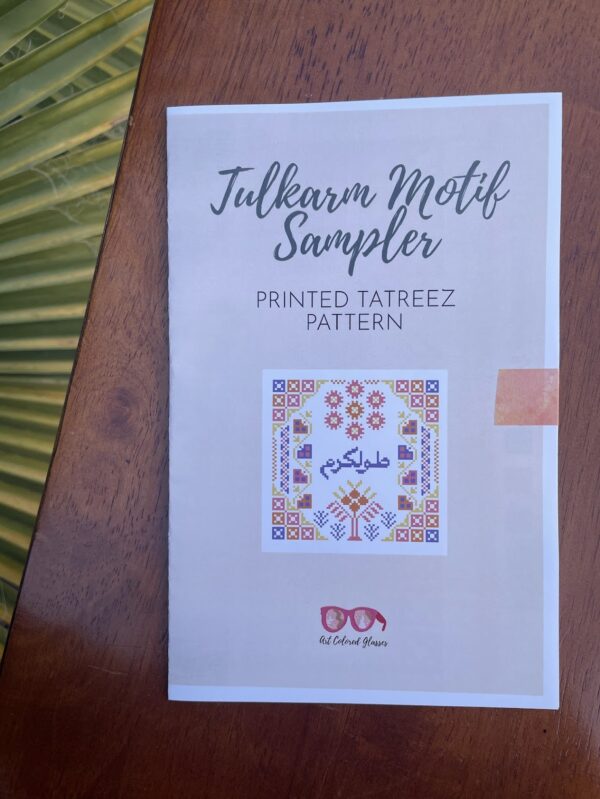 Tulkarm Motif
Sampler
PRINTED TATREEZ
PATTERN
طولكرم
Art Colored Glasses